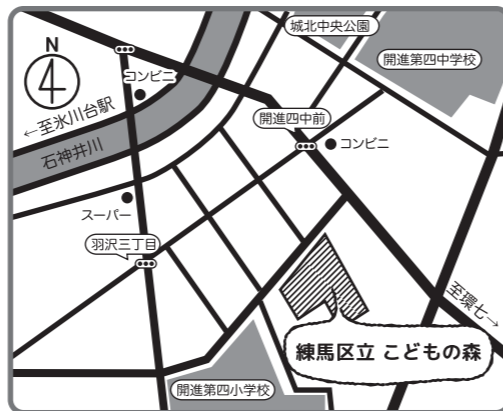 城北中央公園
N
開進第四中学校
コンビニ
←至氷川台駅
開進四中前
コンビニ
石神井川
スーパー
羽沢三丁目
至環七→
練馬区立 こどもの森
開進第四小学校